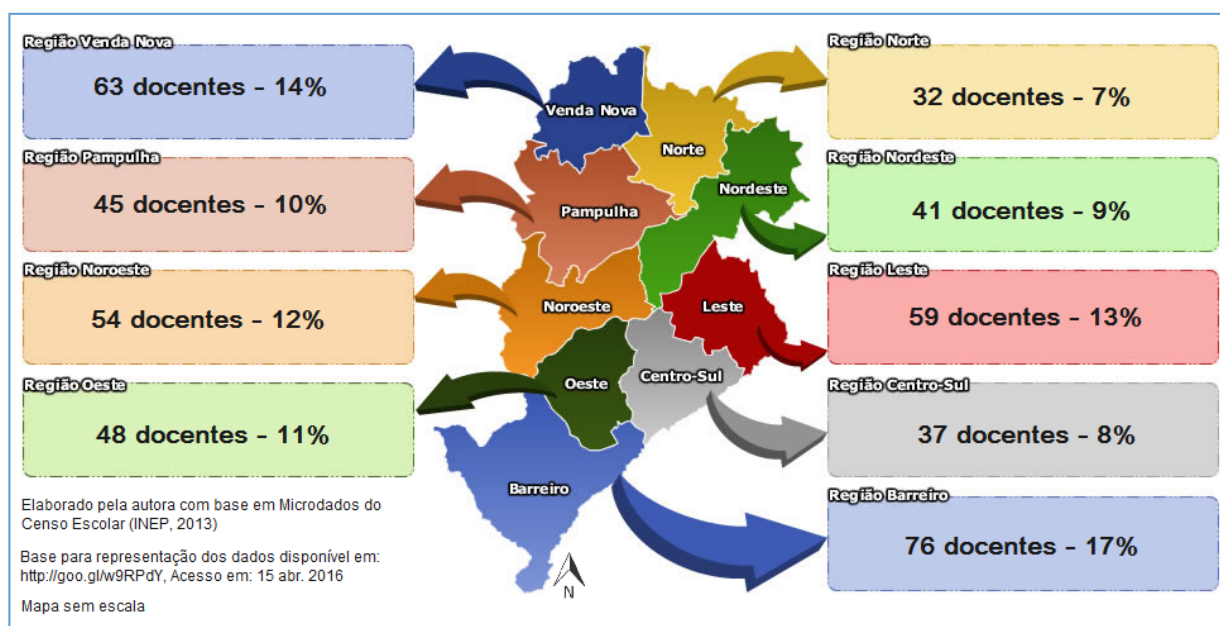 Região Venda Nova
63 docentes - 14%
Região Pampulha
45 docentes - 10%
Região Noroeste
54 docentes - 12%
Região Oeste
48 docentes - 11%
Elaborado pela autora com base em Microdados do
Censo Escolar (INEP, 2013)
Base para representação dos dados disponível em:
http://goo.gl/w9RPdY, Acesso em: 15 abr. 2016
Mapa sem escala
Venda Nova
Norte
Nordeste
Pampulha
Noroeste
Leste
Oeste
Centro-Sul
Barreiro
N
Região Norte
32 docentes - 7%
Região Nordeste
41 docentes - 9%
Região Leste
59 docentes - 13%
Região Centro-Sul
37 docentes - 8%
Região Barreiro
76 docentes - 17%